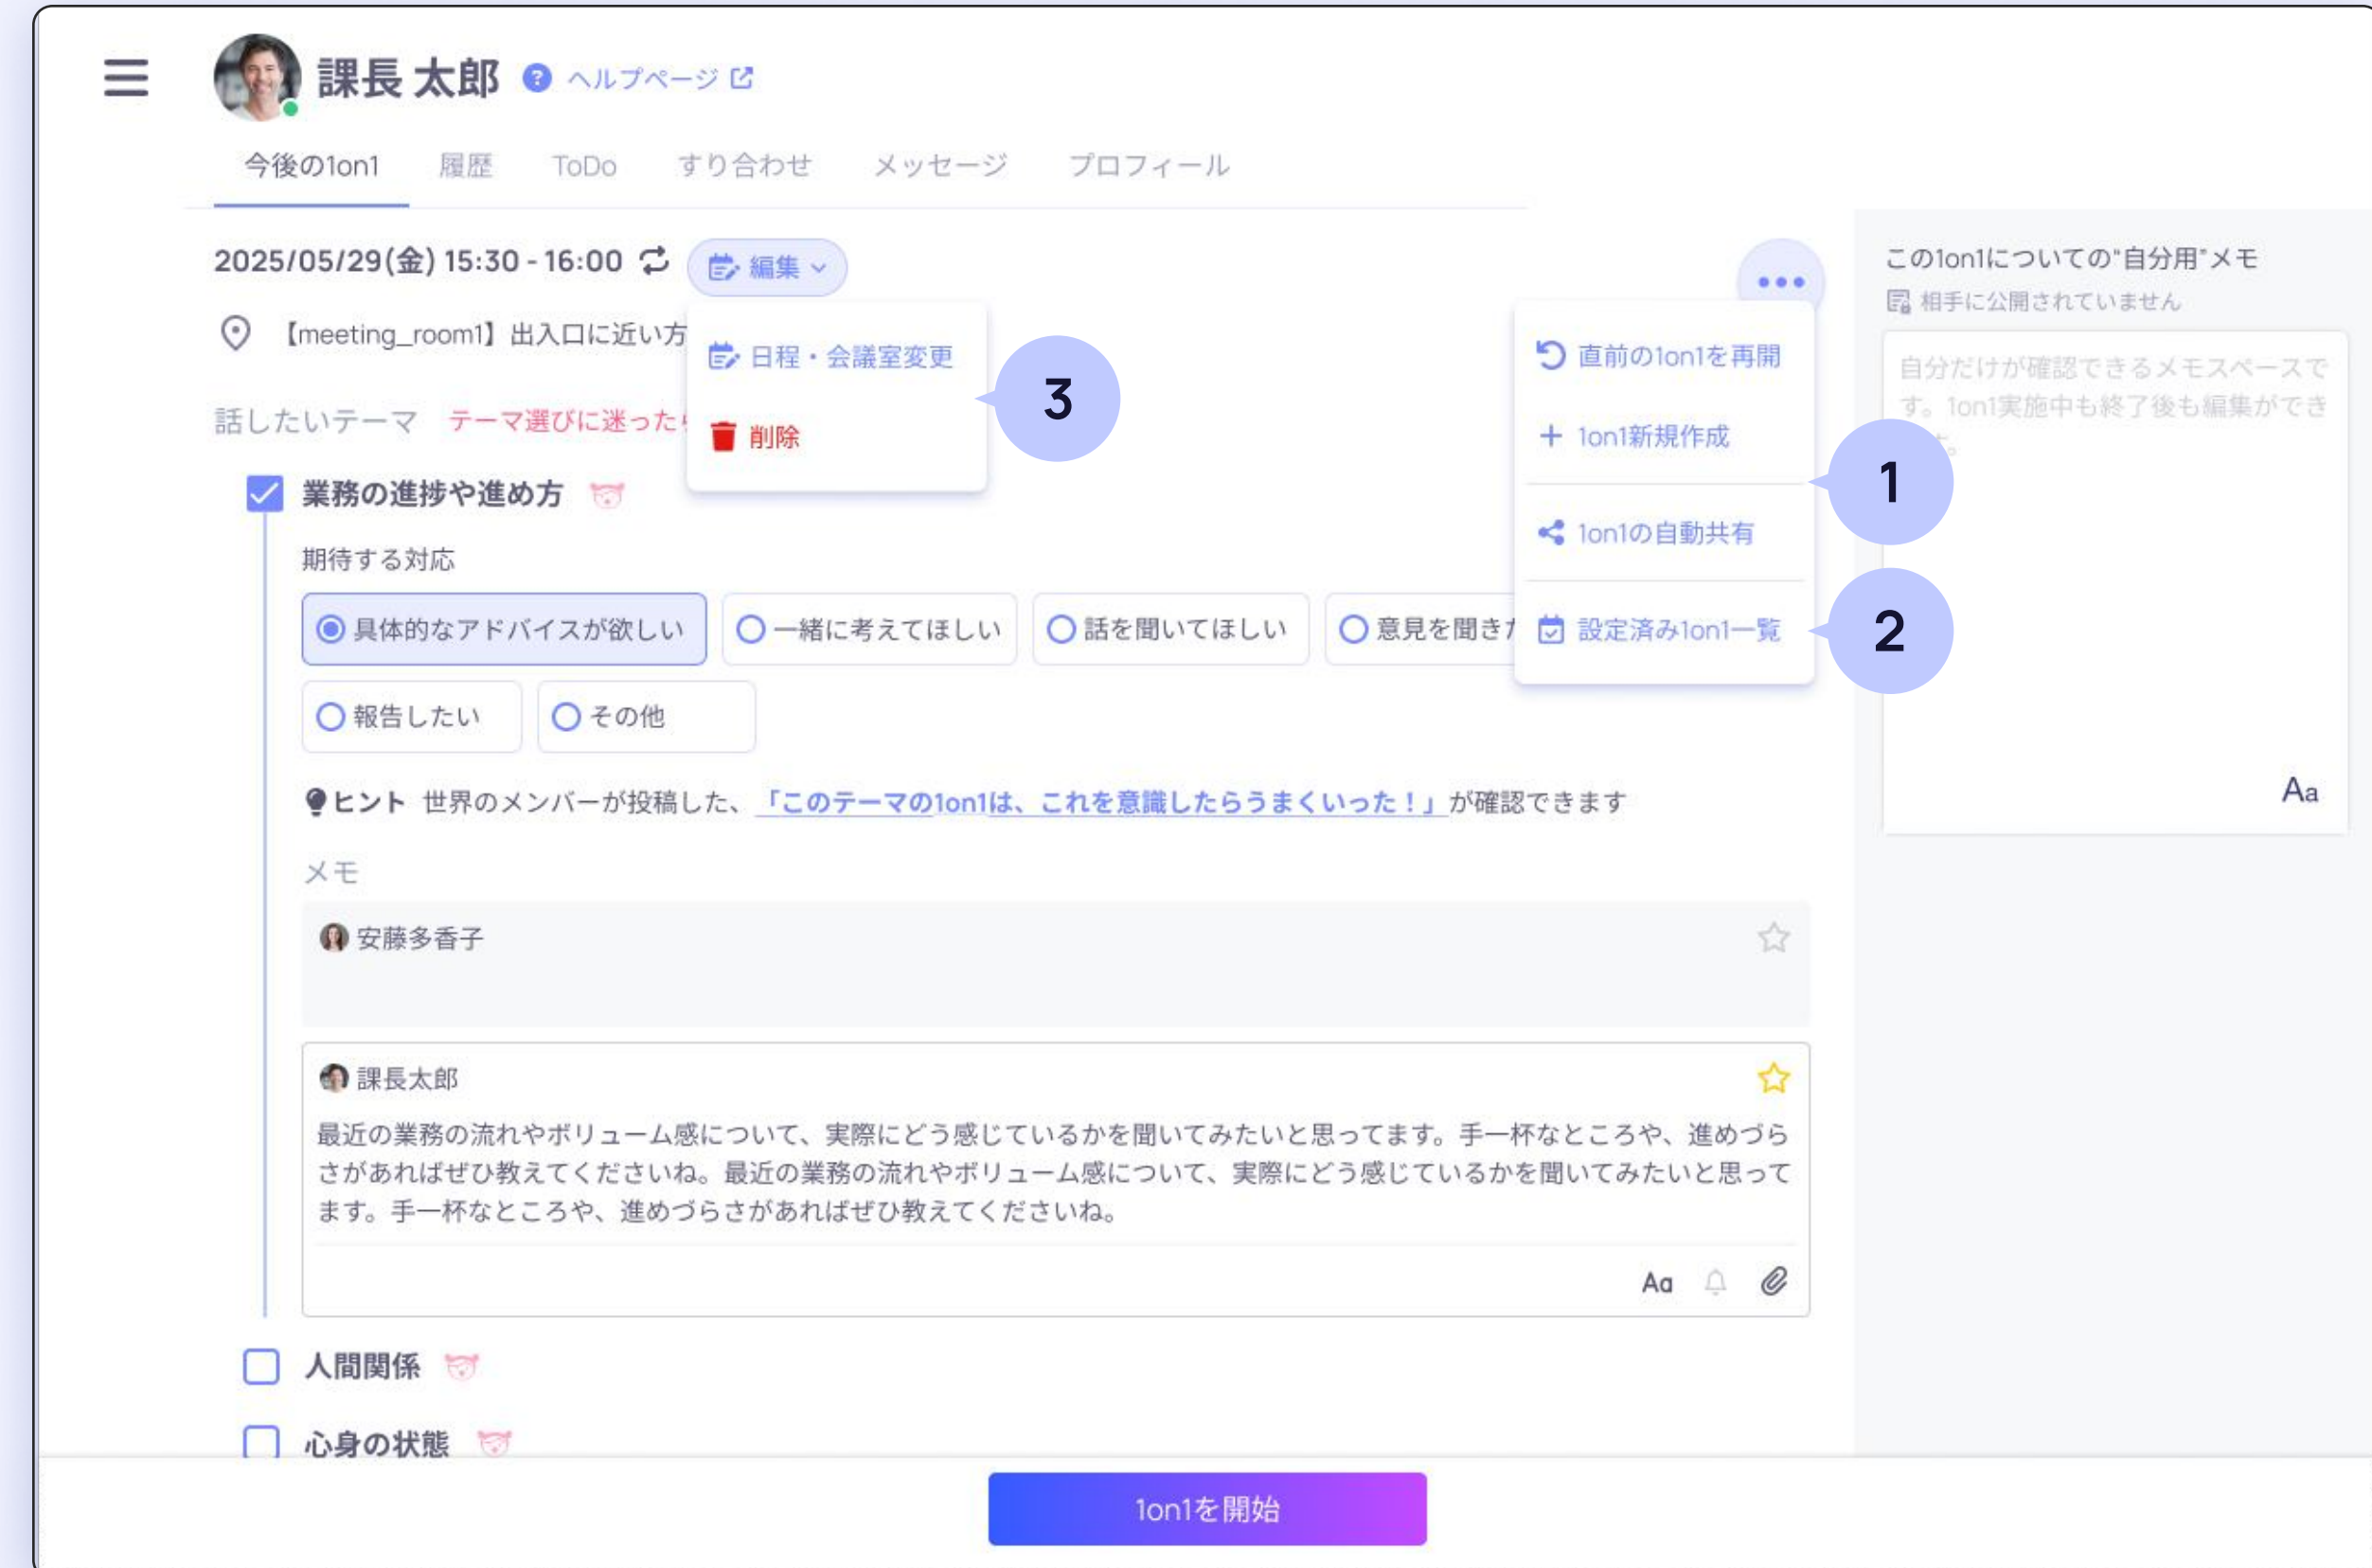 課長 太郎 ? ヘルプページ
今後の1on1 履歴 ToDo すり合わせ メッセージ プロフィール
2025/05/29(金) 15:30 - 16:00 編集
【meeting_room1】出入口に近い方
日程・会議室変更
削除
3
話したいテーマ テーマ選びに迷った
直前の1on1を再開
1on1新規作成
1on1の自動共有
設定済み1on1一覧
1
2
この1on1についての“自分用”メモ
相手に公開されていません
自分だけが確認できるメモスペースで
す。1on1実施中も終了後も編集ができ
。
Aa
業務の進捗や進め方
期待する対応
具体的なアドバイスが欲しい 一緒に考えてほしい 話を聞いてほしい 意見を聞き
報告したい その他
ヒント 世界のメンバーが投稿した、「このテーマの1on1は、これを意識したらうまくいった！」が確認できます
メモ
安藤多香子
課長太郎
最近の業務の流れやボリューム感について、実際にどう感じているかを聞いてみたいと思ってます。手一杯なところや、進めづら
さがあればぜひ教えてくださいね。最近の業務の流れやボリューム感について、実際にどう感じているかを聞いてみたいと思って
ます。手一杯なところや、進めづらさがあればぜひ教えてくださいね。
Aa
人間関係
心身の状態
1on1を開始